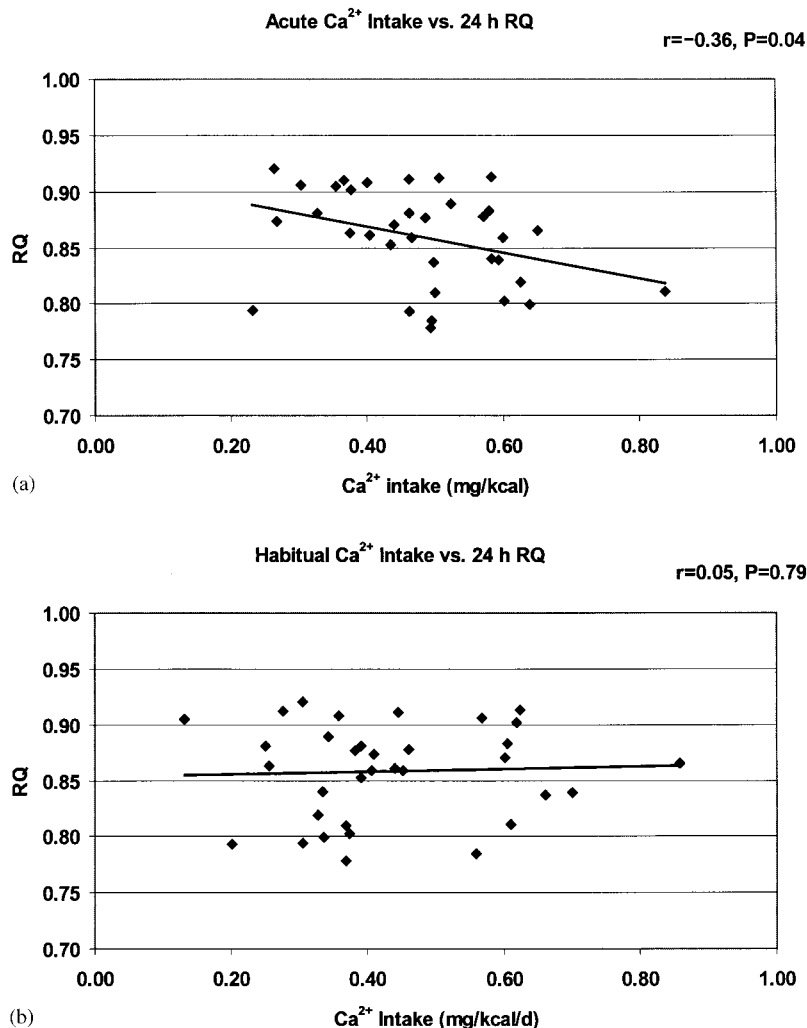 Acute Ca²⁺ Intake vs. 24 h RQ
r=−0.36, P=0.04
1.00
0.95
0.90
0.85
0.80
0.75
0.70
RQ
0.00 0.20 0.40 0.60 0.80 1.00
Ca²⁺ intake (mg/kcal)
(a)
Habitual Ca²⁺ Intake vs. 24 h RQ
r=0.05, P=0.79
1.00
0.95
0.90
0.85
0.80
0.75
0.70
RQ
0.00 0.20 0.40 0.60 0.80 1.00
Ca²⁺ Intake (mg/kcal/d)
(b)